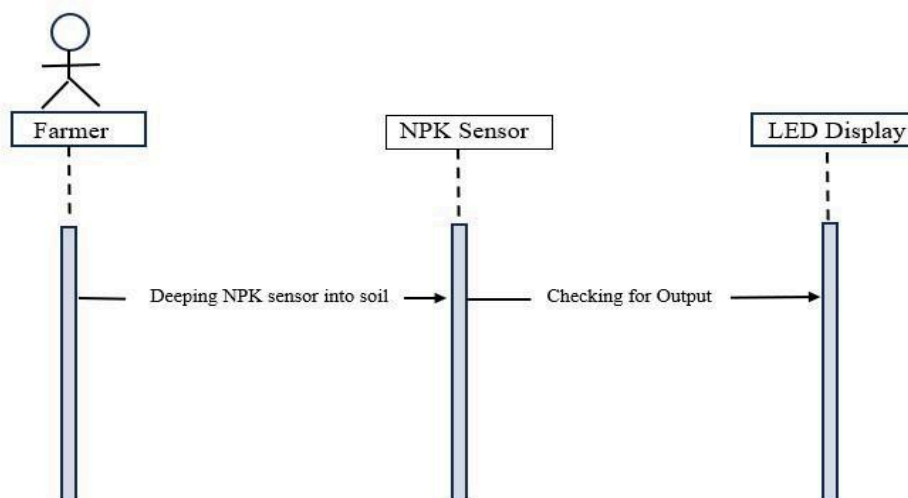 Farmer
NPK Sensor
LED Display
Deeping NPK sensor into soil
Checking for Output